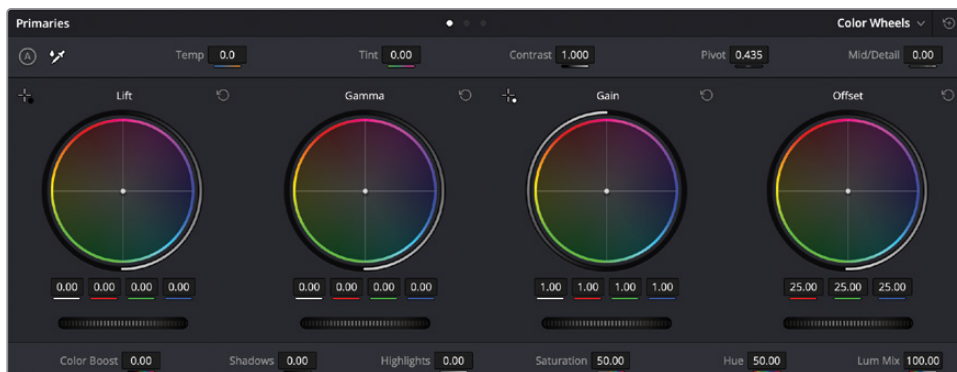 Primaries Color Wheels
A Temp 0.0 Tint 0.00 Contrast 1.000 Pivot 0.435 Mid/Detail 0.00
Lift Gamma Gain Offset
0.00 0.00 0.00 0.00 0.00 0.00 0.00 0.00 1.00 1.00 1.00 1.00 25.00 25.00 25.00
Color Boost 0.00 Shadows 0.00 Highlights 0.00 Saturation 50.00 Hue 50.00 Lum Mix 100.00